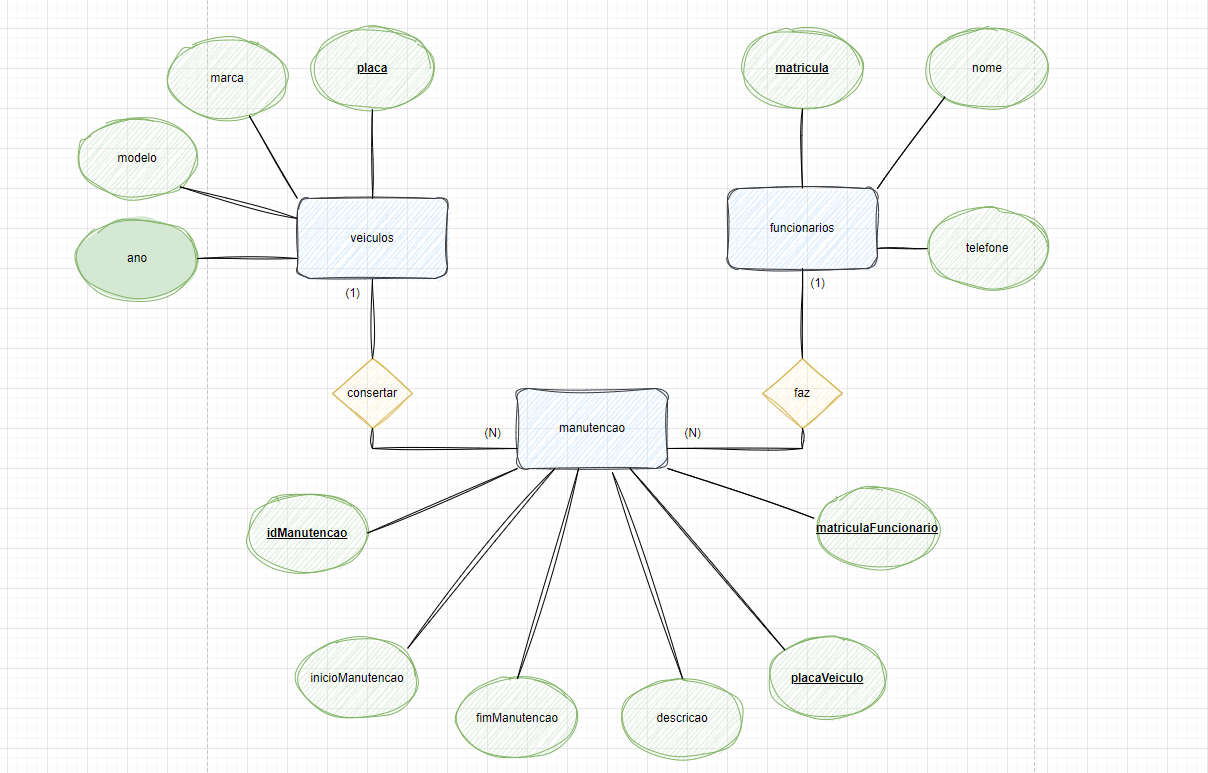 placa
matricula
nome
marca
modelo
funcionarios
veiculos
telefone
ano
(1)
(1)
consertar
faz
manutencao
(N)
(N)
matriculaFuncionario
idManutencao
inicioManutencao
placaVeiculo
fimManutencao
descricao